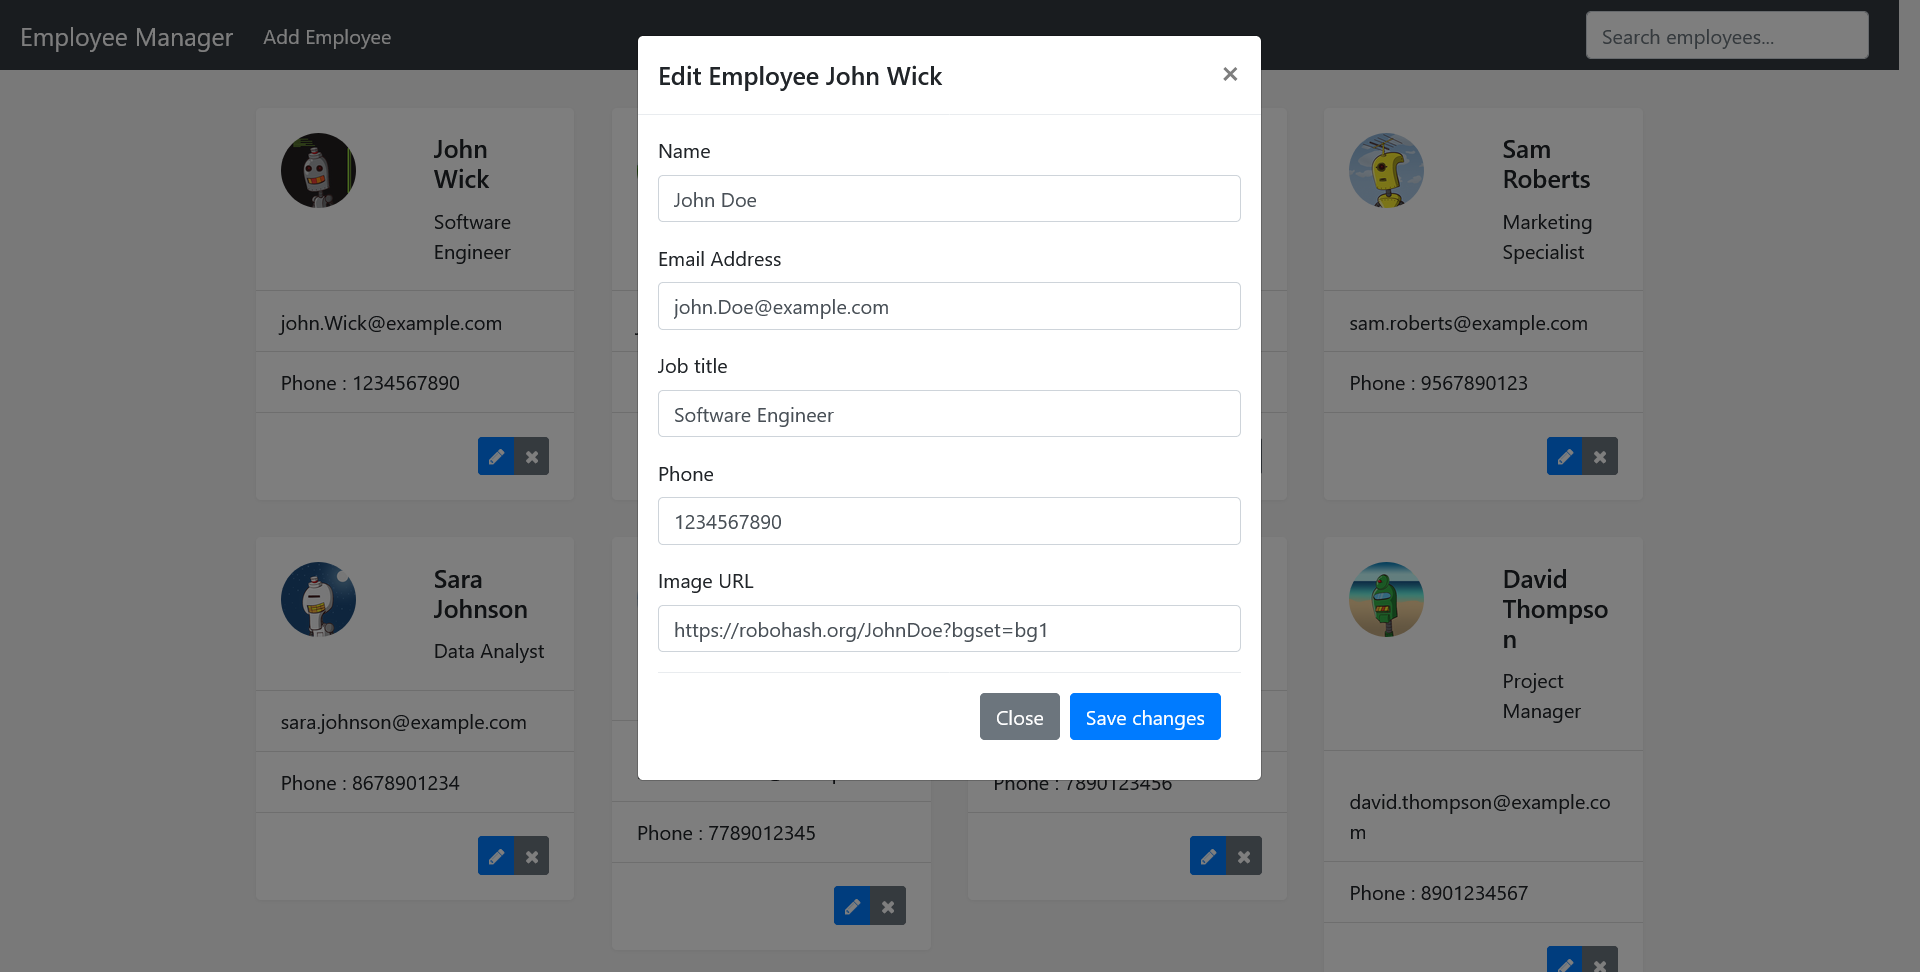 Employee Manager
Add Employee
Search employees...
Edit Employee John Wick
×
Name
John Doe
Email Address
john.Doe@example.com
Job title
Software Engineer
Phone
1234567890
Image URL
https://robohash.org/JohnDoe?bgset=bg1
Close
Save changes
John
Wick
Software
Engineer
john.Wick@example.com
Phone : 1234567890
Sam
Roberts
Marketing
Specialist
sam.roberts@example.com
Phone : 9567890123
Sara
Johnson
Data Analyst
sara.johnson@example.com
Phone : 8678901234
Phone : 7789012345
Phone : 7890123456
David
Thompso
n
Project
Manager
david.thompson@example.co
m
Phone : 8901234567